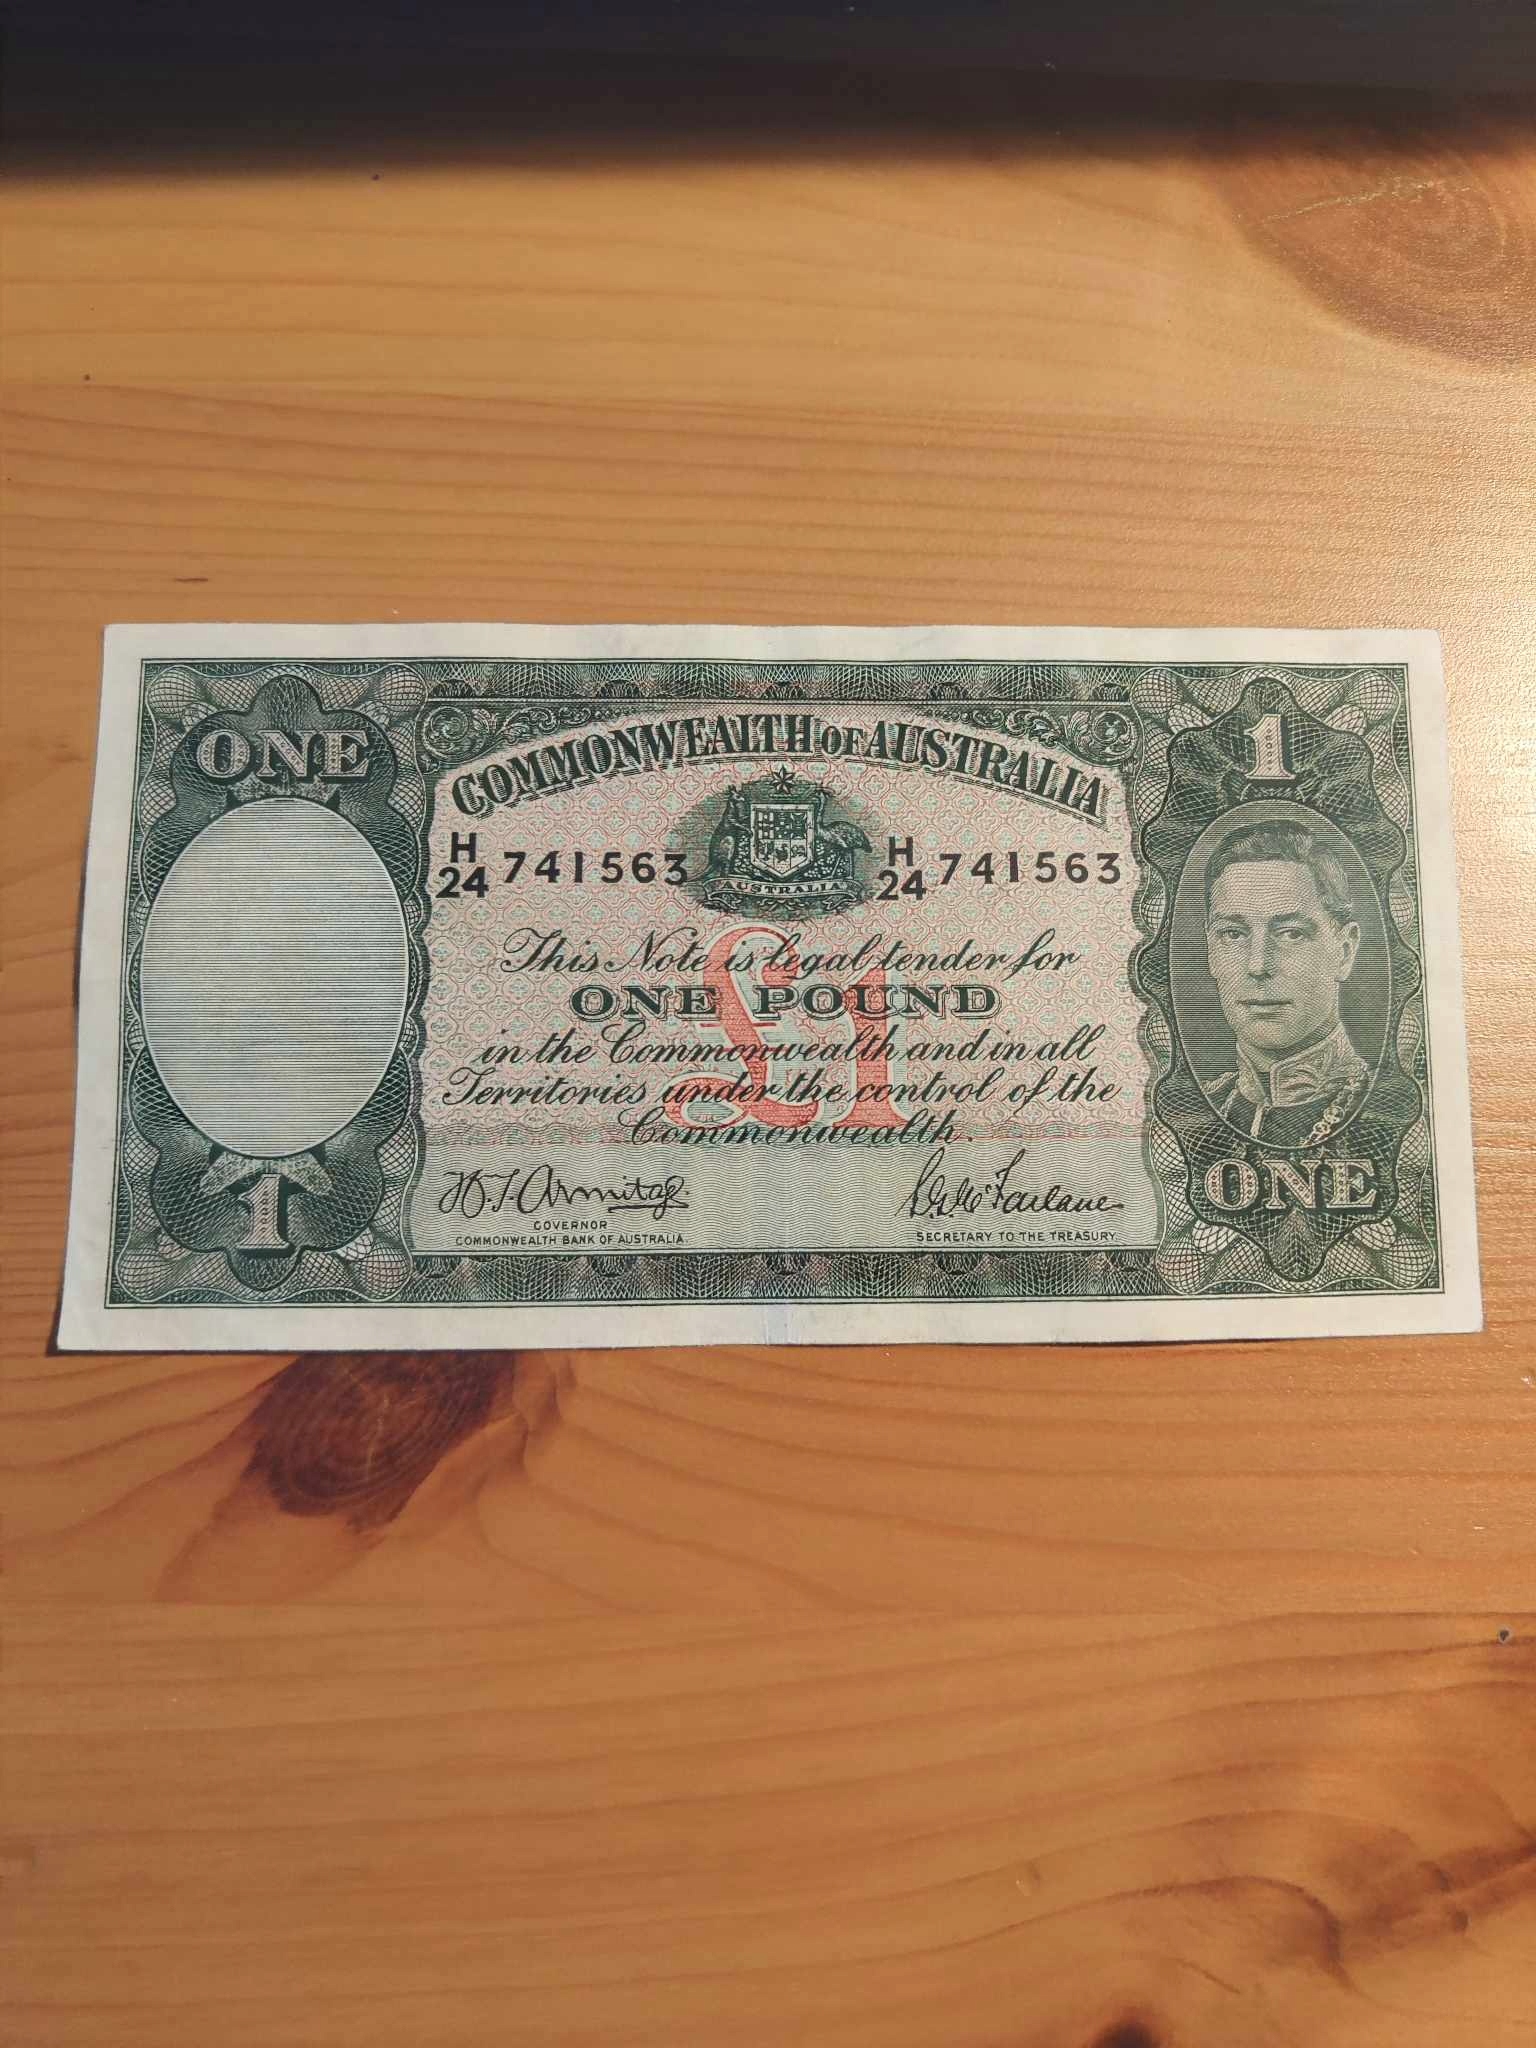 ONE
COMMONWEALTH OF AUSTRALIA
1
H
24 741563
AUSTRALIA
H
24 741563
This Note is legal tender for
ONE POUND
£1
in the Commonwealth and in all
Territories under the control of the
Commonwealth.
H.T. Armitage
GOVERNOR
COMMONWEALTH BANK OF AUSTRALIA.
S.G. McFarlane
SECRETARY TO THE TREASURY.
1
ONE